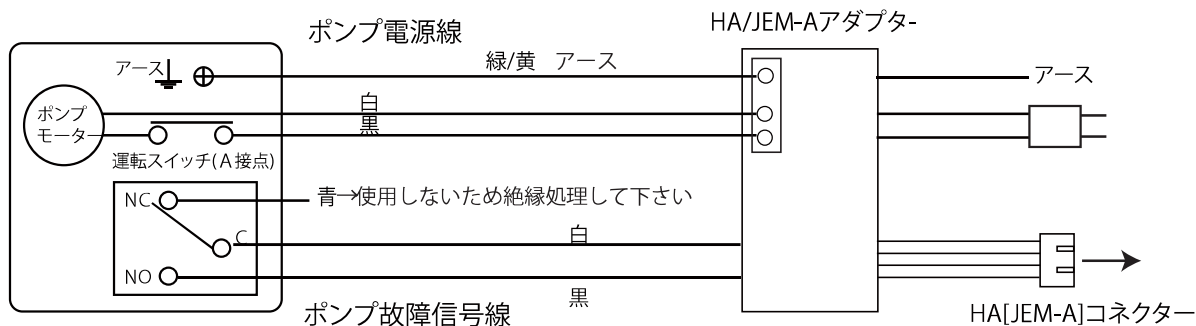 ポンプ電源線
HA/JEM-Aアダプター
アース
緑/黄 アース
アース
ポンプ
モーター
白
黒
運転スイッチ(A接点)
NC
青→使用しないため絶縁処理して下さい
C
白
NO
黒
ポンプ故障信号線
HA[JEM-A]コネクター